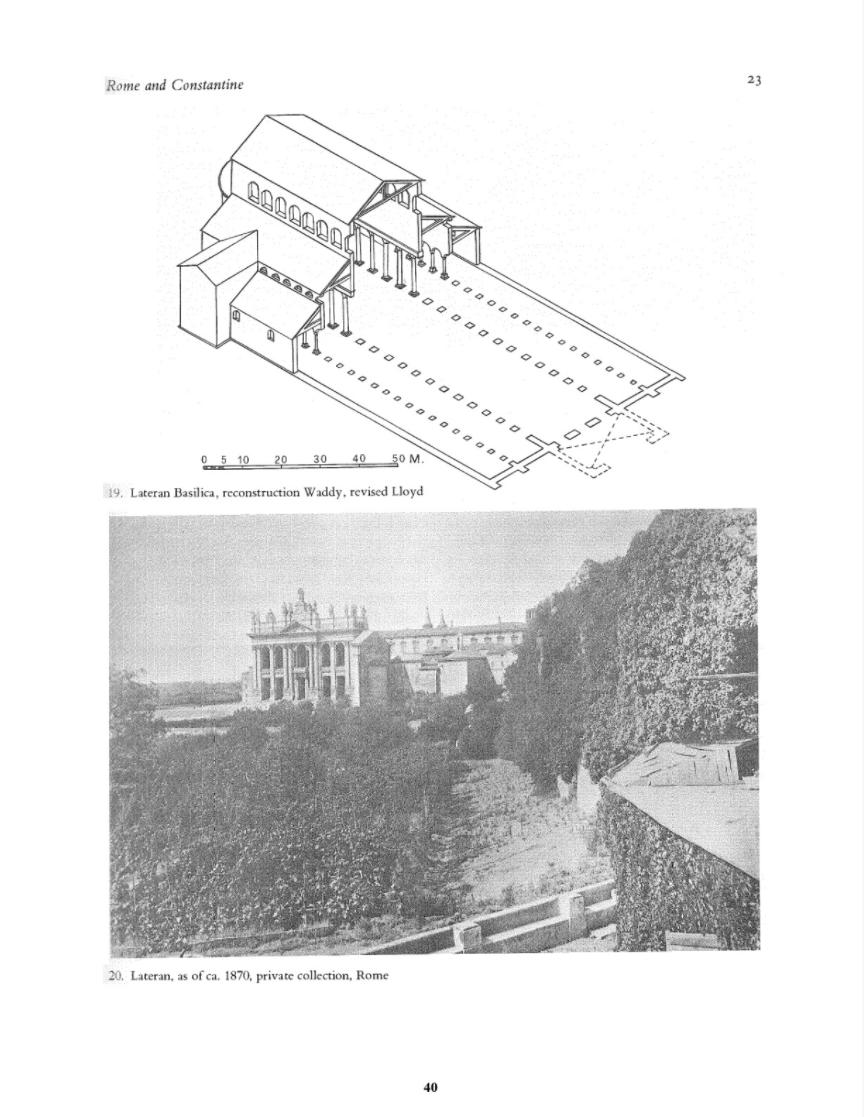 Rome and Constantine
23
0 5 10 20 30 40 50 M.
19. Lateran Basilica, reconstruction Waddy, revised Lloyd
20. Lateran, as of ca. 1870, private collection, Rome
40